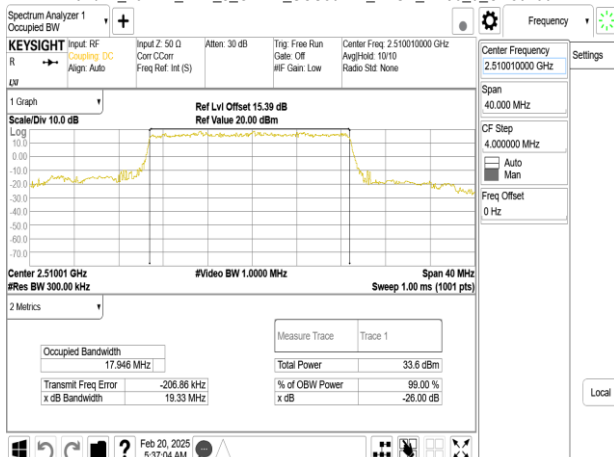 Spectrum Analyzer 1
Occupied BW
Frequency
KEYSIGHT
R
LXI
Input: RF
Coupling: DC
Align: Auto
Input Z: 50 Ω
Corr CCorr
Freq Ref: Int (S)
Atten: 30 dB
Trig: Free Run
Gate: Off
#IF Gain: Low
Center Freq: 2.510010000 GHz
Avg|Hold: 10/10
Radio Std: None
Center Frequency
2.510010000 GHz
Settings
Span
40.000 MHz
CF Step
4.000000 MHz
Auto
Man
Freq Offset
0 Hz
Local
1 Graph
Scale/Div 10.0 dB
Ref Lvl Offset 15.39 dB
Ref Value 20.00 dBm
Log
10.0
0.00
-10.0
-20.0
-30.0
-40.0
-50.0
-60.0
-70.0
Center 2.51001 GHz
#Res BW 300.00 kHz
#Video BW 1.0000 MHz
Span 40 MHz
Sweep 1.00 ms (1001 pts)
2 Metrics
Measure Trace Trace 1
Occupied Bandwidth
17.946 MHz
Total Power 33.6 dBm
Transmit Freq Error -206.86 kHz
% of OBW Power 99.00 %
x dB Bandwidth 19.33 MHz
x dB -26.00 dB
?
Feb 20, 2025
5:37:04 AM